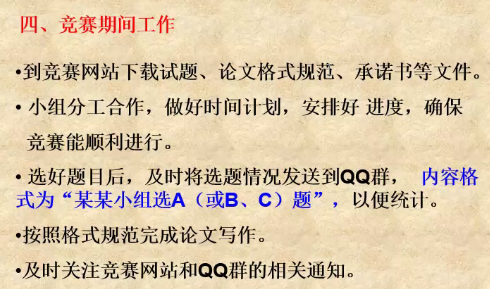 四、竞赛期间工作
•到竞赛网站下载试题、论文格式规范、承诺书等文件。
• 小组分工合作，做好时间计划，安排好 进度，确保
竞赛能顺利进行。
• 选好题目后，及时将选题情况发送到QQ群， 内容格
式为“某某小组选A（或B、C）题”，以便统计。
•按照格式规范完成论文写作。
•及时关注竞赛网站和QQ群的相关通知。